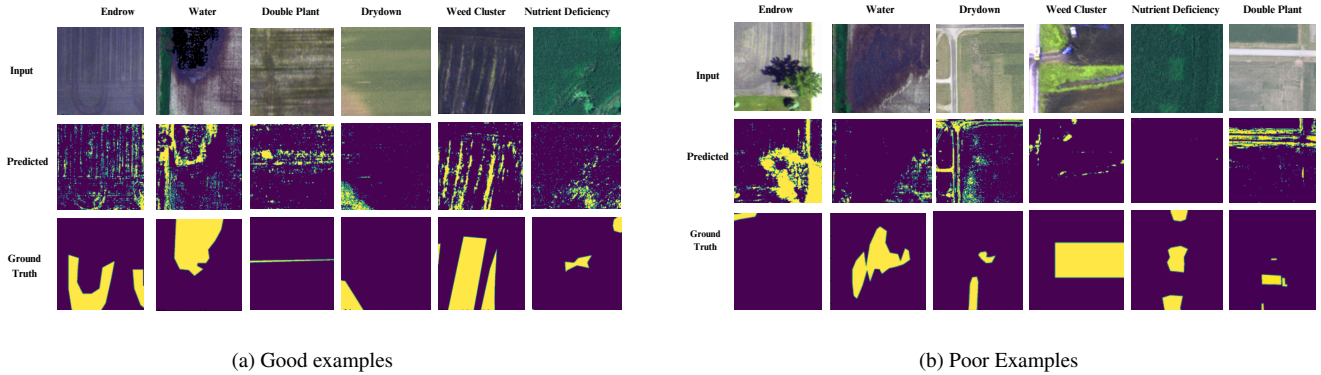 Endrow Water Double Plant Drydown Weed Cluster Nutrient Deficiency
Input
Predicted
Ground
Truth
(a) Good examples
Endrow Water Drydown Weed Cluster Nutrient Deficiency Double Plant
Input
Predicted
Ground
Truth
(b) Poor Examples